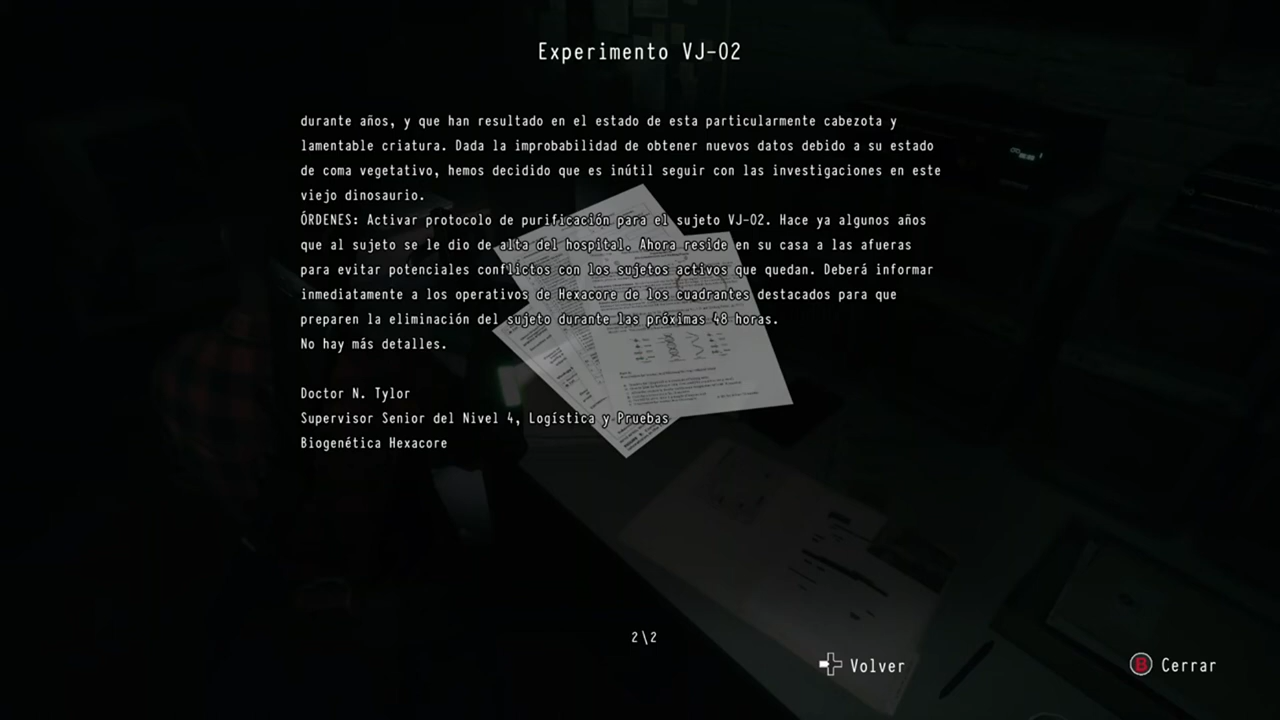 Experimento VJ-02
durante años, y que han resultado en el estado de esta particularmente cabezota y
lamentable criatura. Dada la improbabilidad de obtener nuevos datos debido a su estado
de coma vegetativo, hemos decidido que es inútil seguir con las investigaciones en este
viejo dinosaurio.
ÓRDENES: Activar protocolo de purificación para el sujeto VJ-02. Hace ya algunos años
que al sujeto se le dio de alta del hospital. Ahora reside en su casa a las afueras
para evitar potenciales conflictos con los sujetos activos que quedan. Deberá informar
inmediatamente a los operativos de Hexacore de los cuadrantes destacados para que
preparen la eliminación del sujeto durante las próximas 48 horas.
No hay más detalles.
Doctor N. Tylor
Supervisor Senior del Nivel 4, Logística y Pruebas
Biogenética Hexacore
2\2
Volver
B Cerrar